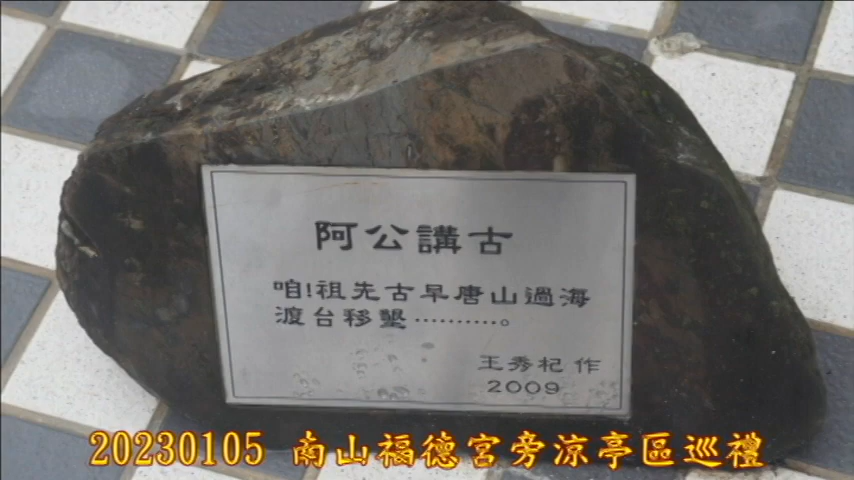 阿公講古
咱!祖先古早唐山過海
渡台移墾..........。
王秀杞 作
2009
20230105 南山福德宮旁涼亭區巡禮